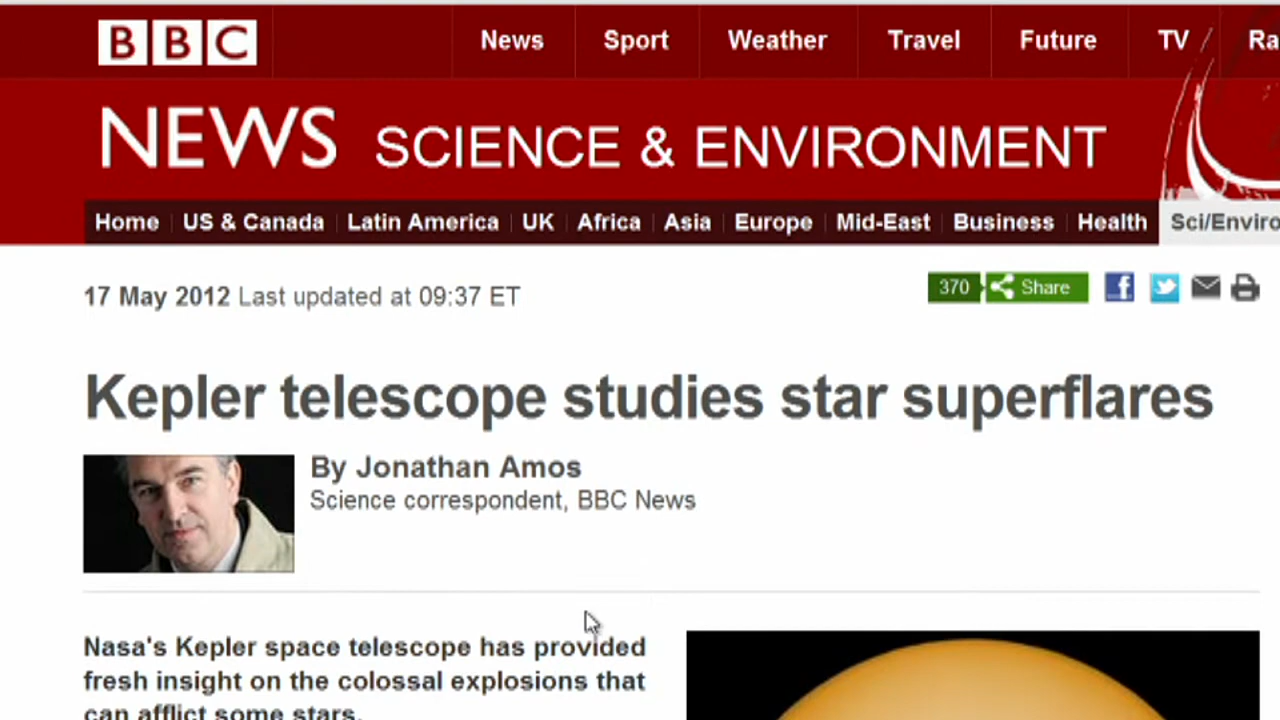 BBC News Sport Weather Travel Future TV
NEWS SCIENCE & ENVIRONMENT
Home US & Canada Latin America UK Africa Asia Europe Mid-East Business Health Sci/Enviro
17 May 2012 Last updated at 09:37 ET
370 Share
Kepler telescope studies star superflares
By Jonathan Amos
Science correspondent, BBC News
Nasa's Kepler space telescope has provided
fresh insight on the colossal explosions that
can afflict some stars.